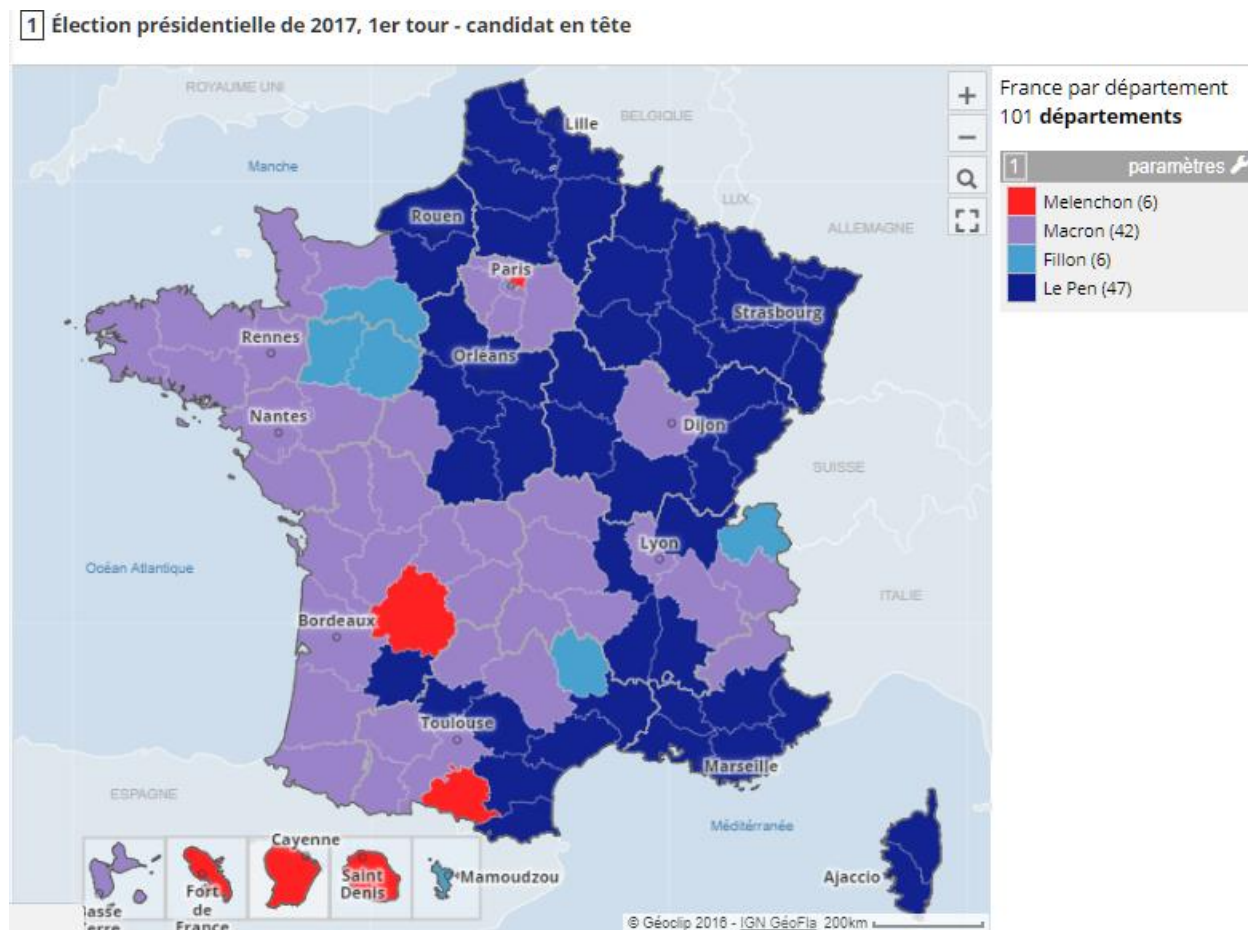 1 Élection présidentielle de 2017, 1er tour - candidat en tête
ROYAUME UNI
BELGIQUE
Lille
Manche
LUX.
ALLEMAGNE
Rouen
Paris
Strasbourg
Rennes
Orléans
Nantes
Dijon
SUISSE
Lyon
Océan Atlantique
ITALIE
Bordeaux
Toulouse
Marseille
ESPAGNE
Méditérranée
Cayenne
Ajaccio
Mamoudzou
Saint
Denis
Fort
de
France
Basse
Terre
© Géoclip 2016 - IGN GéoFla 200km
+
−
France par département
101 départements
1 paramètres
Melenchon (6)
Macron (42)
Fillon (6)
Le Pen (47)